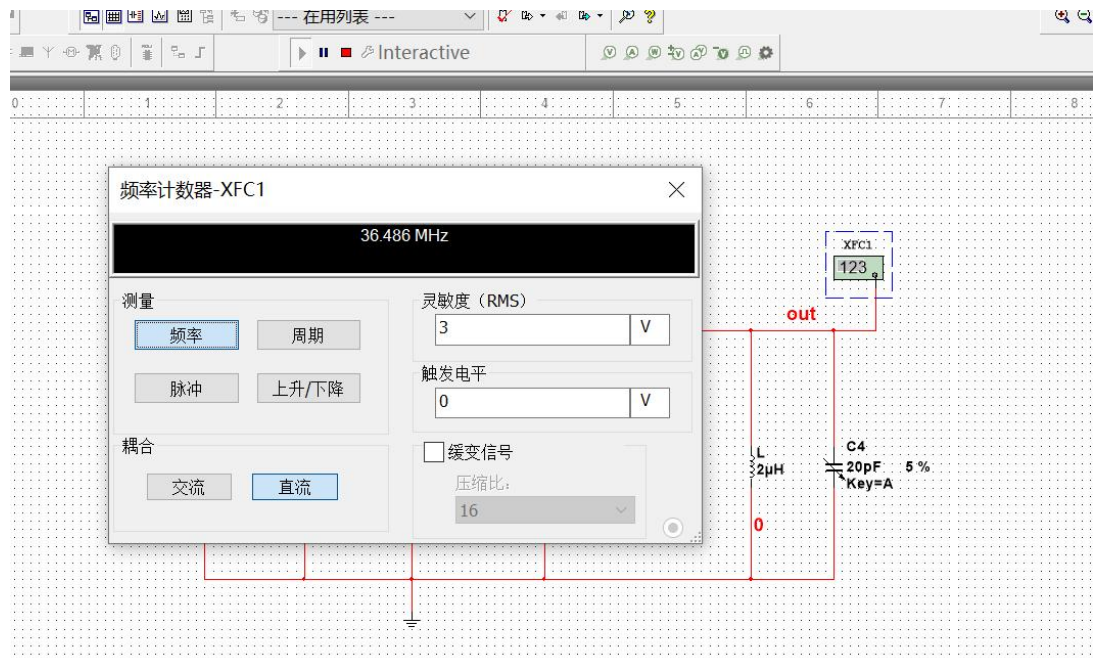 --- 在用列表 ---
Interactive
0 1 2 3 4 5 6 7 8
频率计数器-XFC1
36.486 MHz
测量
频率 周期
脉冲 上升/下降
耦合
交流 直流
灵敏度（RMS）
3 V
触发电平
0 V
缓变信号
压缩比：
16
XFC1
123
out
L
2μH
0
C4
20pF 5 %
Key=A